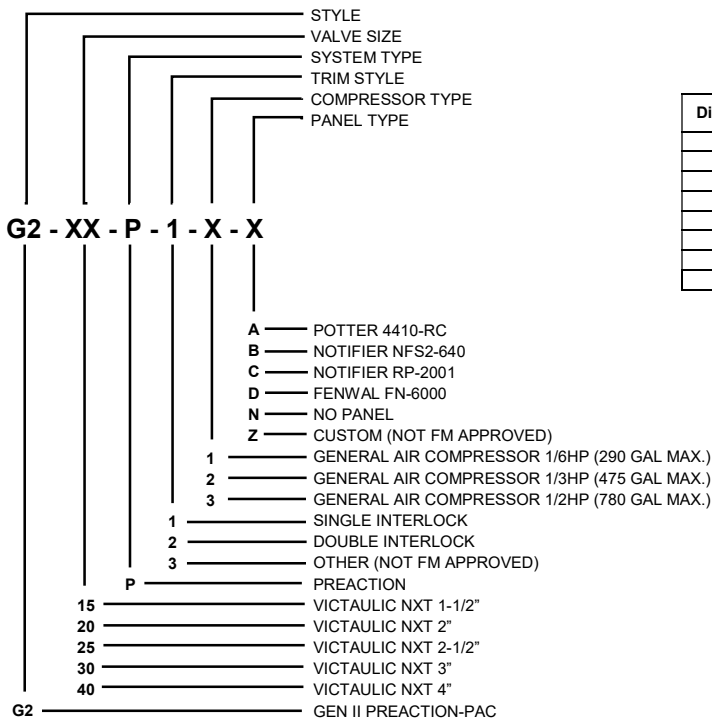 STYLE
VALVE SIZE
SYSTEM TYPE
TRIM STYLE
COMPRESSOR TYPE
PANEL TYPE
Di
G2 - XX - P - 1 - X - X
A POTTER 4410-RC
B NOTIFIER NFS2-640
C NOTIFIER RP-2001
D FENWAL FN-6000
N NO PANEL
Z CUSTOM (NOT FM APPROVED)
1 GENERAL AIR COMPRESSOR 1/6HP (290 GAL MAX.)
2 GENERAL AIR COMPRESSOR 1/3HP (475 GAL MAX.)
3 GENERAL AIR COMPRESSOR 1/2HP (780 GAL MAX.)
1 SINGLE INTERLOCK
2 DOUBLE INTERLOCK
3 OTHER (NOT FM APPROVED)
P PREACTION
15 VICTAULIC NXT 1-1/2”
20 VICTAULIC NXT 2”
25 VICTAULIC NXT 2-1/2”
30 VICTAULIC NXT 3”
40 VICTAULIC NXT 4”
G2 GEN II PREACTION-PAC